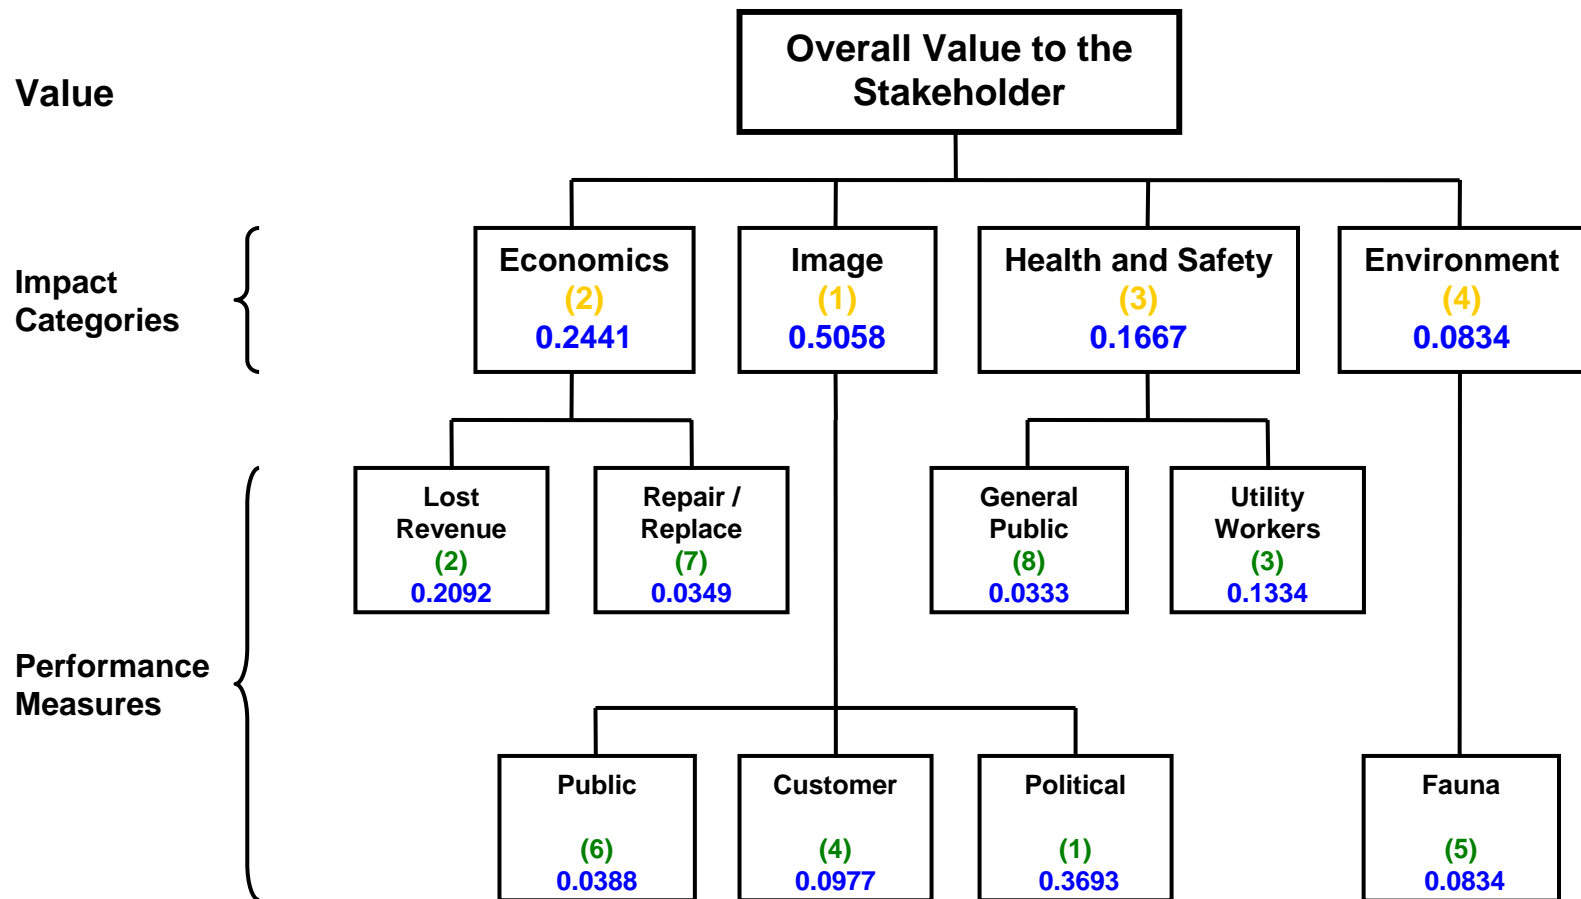 Overall Value to the
Stakeholder
Value
Economics
(2)
0.2441
Image
(1)
0.5058
Health and Safety
(3)
0.1667
Environment
(4)
0.0834
Impact
Categories
Lost
Revenue
(2)
0.2092
Repair /
Replace
(7)
0.0349
General
Public
(8)
0.0333
Utility
Workers
(3)
0.1334
Performance
Measures
Public
(6)
0.0388
Customer
(4)
0.0977
Political
(1)
0.3693
Fauna
(5)
0.0834